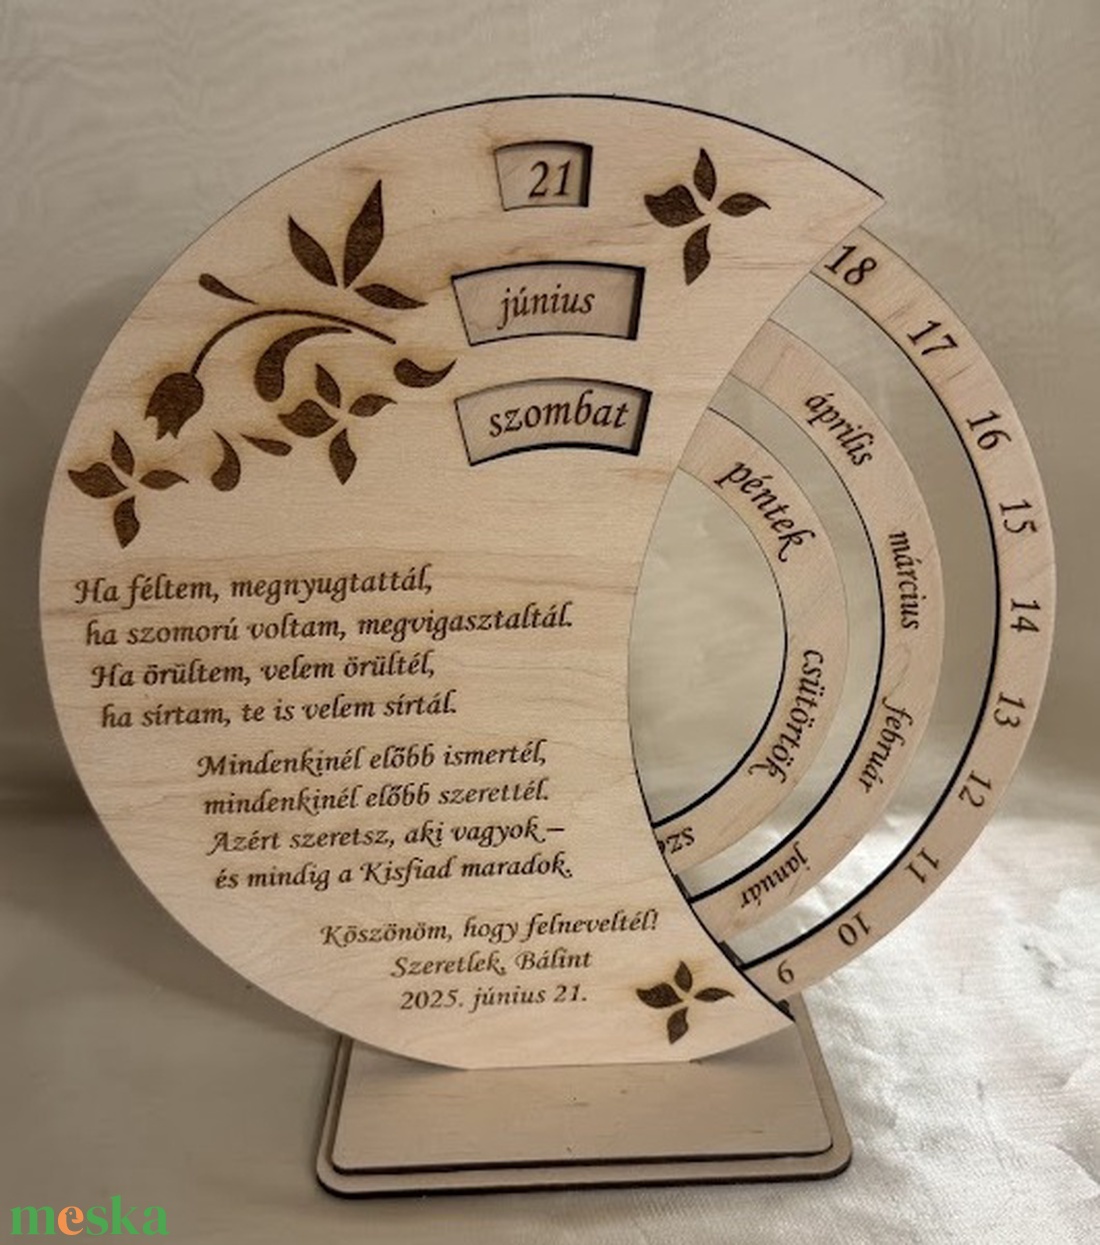 21
június
szombat
18
17
16
15
14
13
12
11
10
9
április
március
február
január
péntek
csütörtök
Ha féltem, megnyugtattál,
ha szomorú voltam, megvigasztaltál.
Ha örültem, velem örültél,
ha sírtam, te is velem sírtál.
Mindenkinél előbb ismertél,
mindenkinél előbb szerettél.
Azért szeretsz, aki vagyok –
és mindig a Kisfiad maradok.
Köszönöm, hogy felneveltél!
Szeretlek, Bálint
2025. június 21.
meska